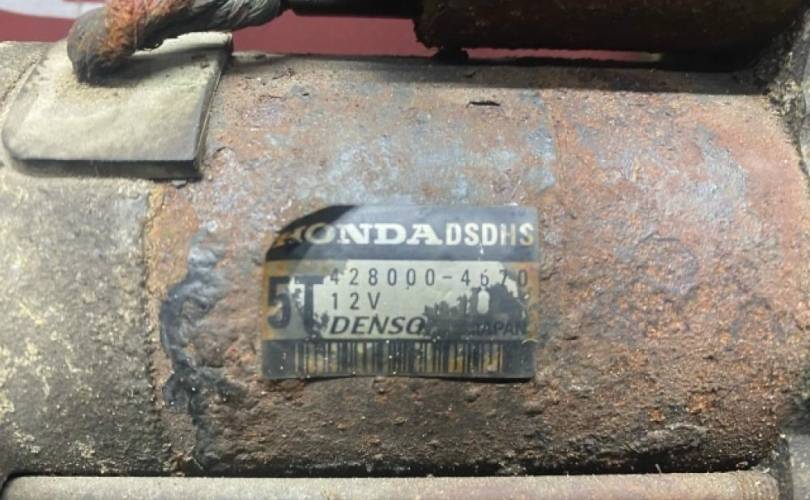 HONDA DSDHS
5T 428000-4670
12V
DENSO JAPAN